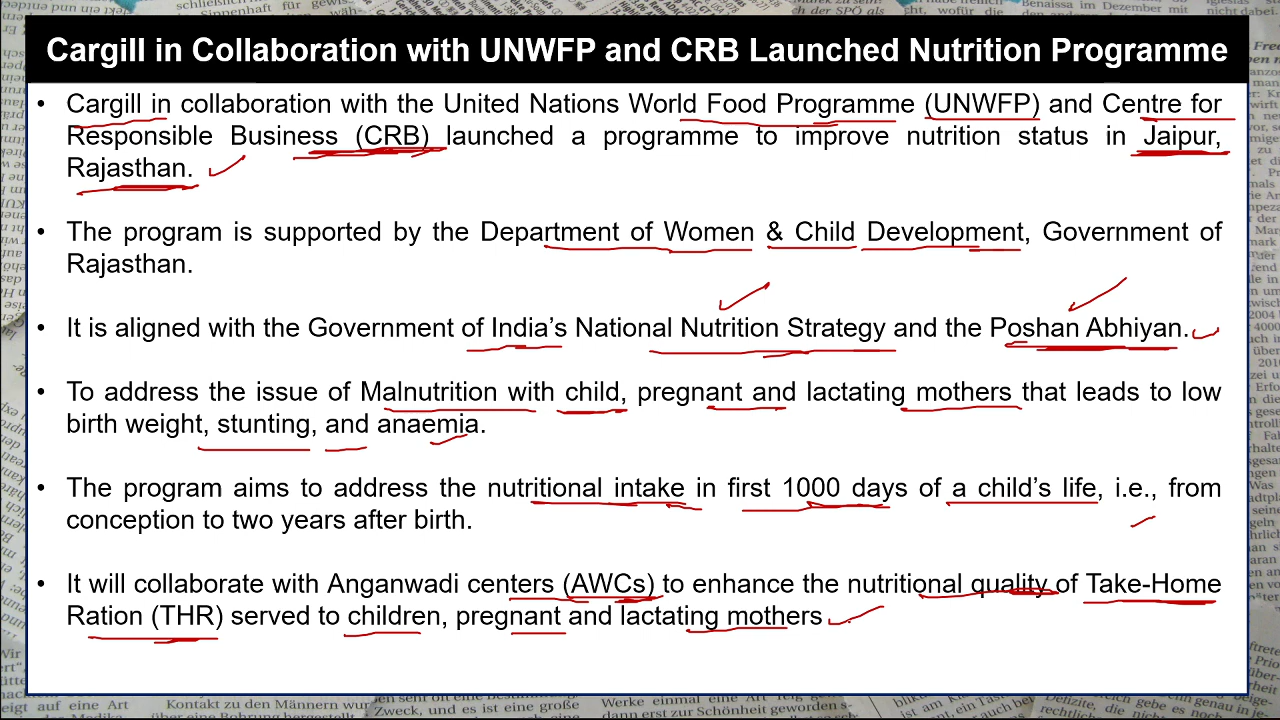 Cargill in Collaboration with UNWFP and CRB Launched Nutrition Programme
• Cargill in collaboration with the United Nations World Food Programme (UNWFP) and Centre for
Responsible Business (CRB) launched a programme to improve nutrition status in Jaipur,
Rajasthan.
• The program is supported by the Department of Women & Child Development, Government of
Rajasthan.
• It is aligned with the Government of India's National Nutrition Strategy and the Poshan Abhiyan.
• To address the issue of Malnutrition with child, pregnant and lactating mothers that leads to low
birth weight, stunting, and anaemia.
• The program aims to address the nutritional intake in first 1000 days of a child's life, i.e., from
conception to two years after birth.
• It will collaborate with Anganwadi centers (AWCs) to enhance the nutritional quality of Take-Home
Ration (THR) served to children, pregnant and lactating mothers